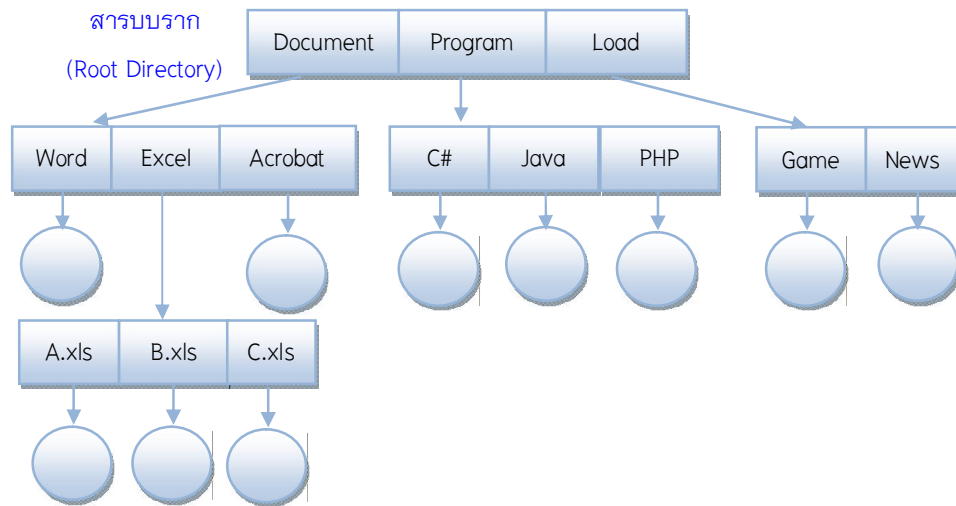 สารบบราก
(Root Directory)
Document Program Load
Word Excel Acrobat C# Java PHP Game News
A.xls B.xls C.xls